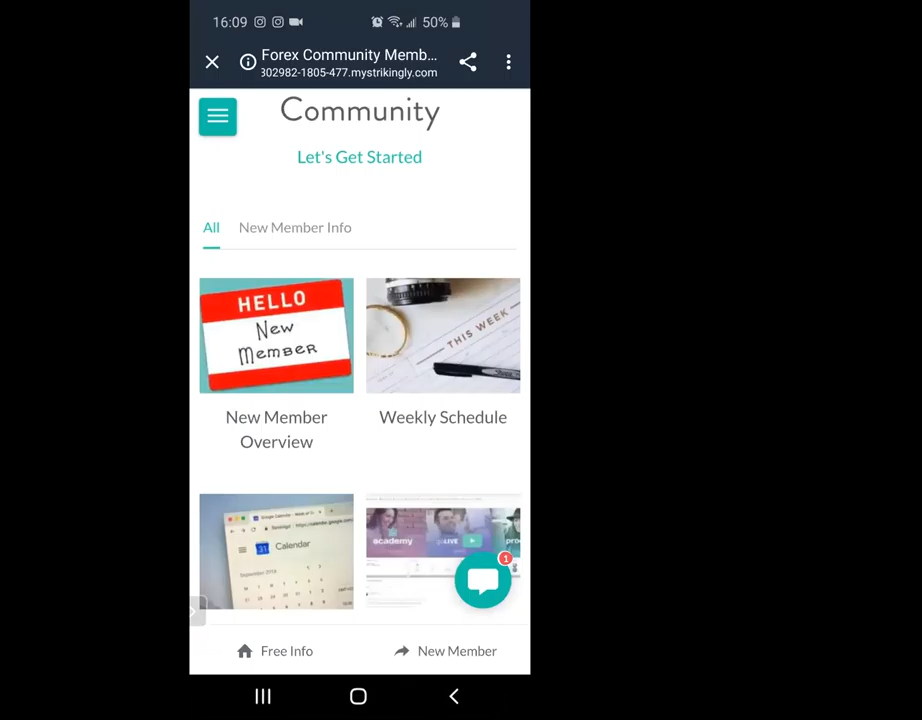 16:09 50%
Forex Community Memb...
302982-1805-477.mystrikingly.com
Community
Let's Get Started
All New Member Info
HELLO
New
Member
THIS WEEK
New Member
Overview
Weekly Schedule
Calendar
academy
LIVE
1
Free Info New Member